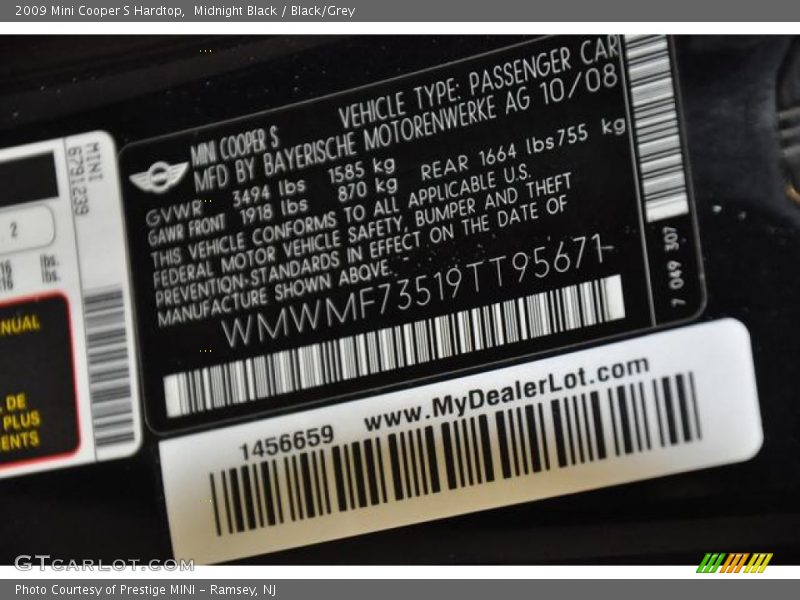 2009 Mini Cooper S Hardtop,  Midnight Black / Black/Grey
MINI COOPER S
VEHICLE TYPE: PASSENGER CAR
MFD BY BAYERISCHE MOTORENWERKE AG 10/08
GVWR 3494 lbs 1585 kg
GAWR FRONT 1918 lbs 870 kg REAR 1664 lbs 755 kg
THIS VEHICLE CONFORMS TO ALL APPLICABLE U.S.
FEDERAL MOTOR VEHICLE SAFETY, BUMPER AND THEFT
PREVENTION STANDARDS IN EFFECT ON THE DATE OF
MANUFACTURE SHOWN ABOVE.
WMWMF73519TT95671
7 049 307
MINI
6791239
2
lbs.
lbs.
ANUAL
DE
PLUS
ENTS
1456659
www.MyDealerLot.com
GTcarlot.com
Photo Courtesy of Prestige MINI - Ramsey, NJ